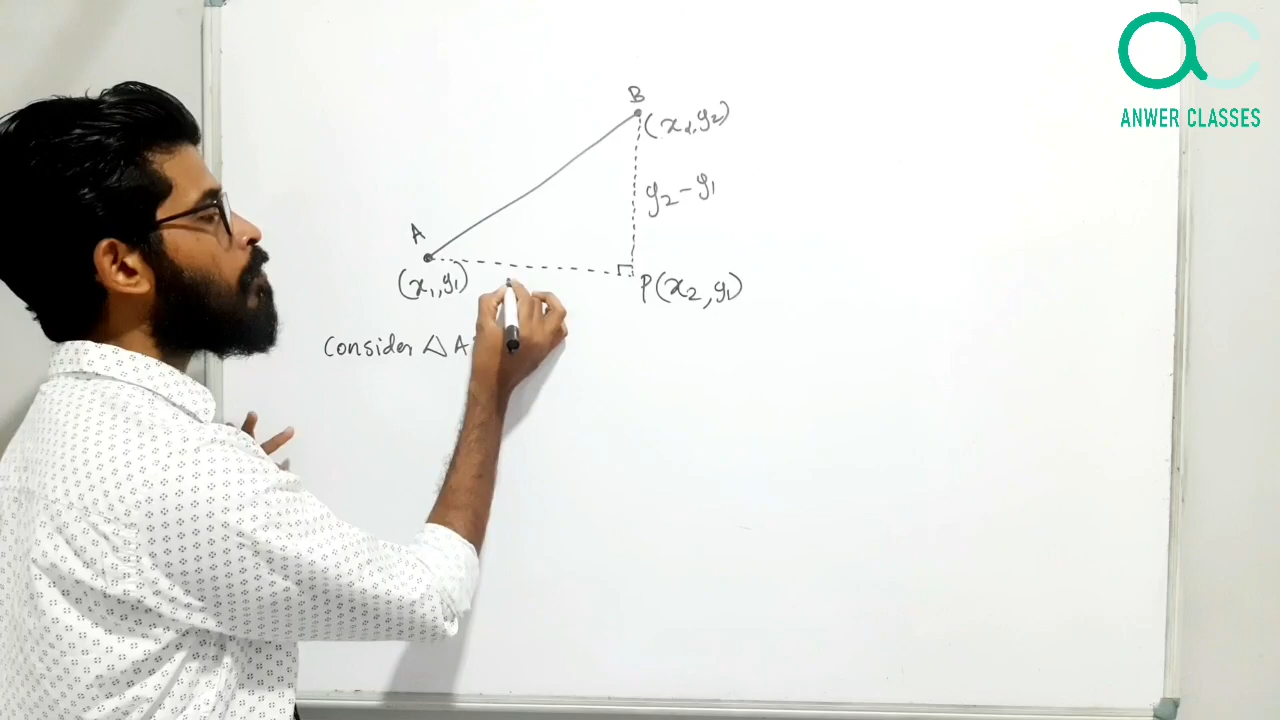 ANWER CLASSES
B
(x₂, y₂)
y₂ - y₁
A
(x₁, y₁)
P(x₂, y₁)
Consider △ A